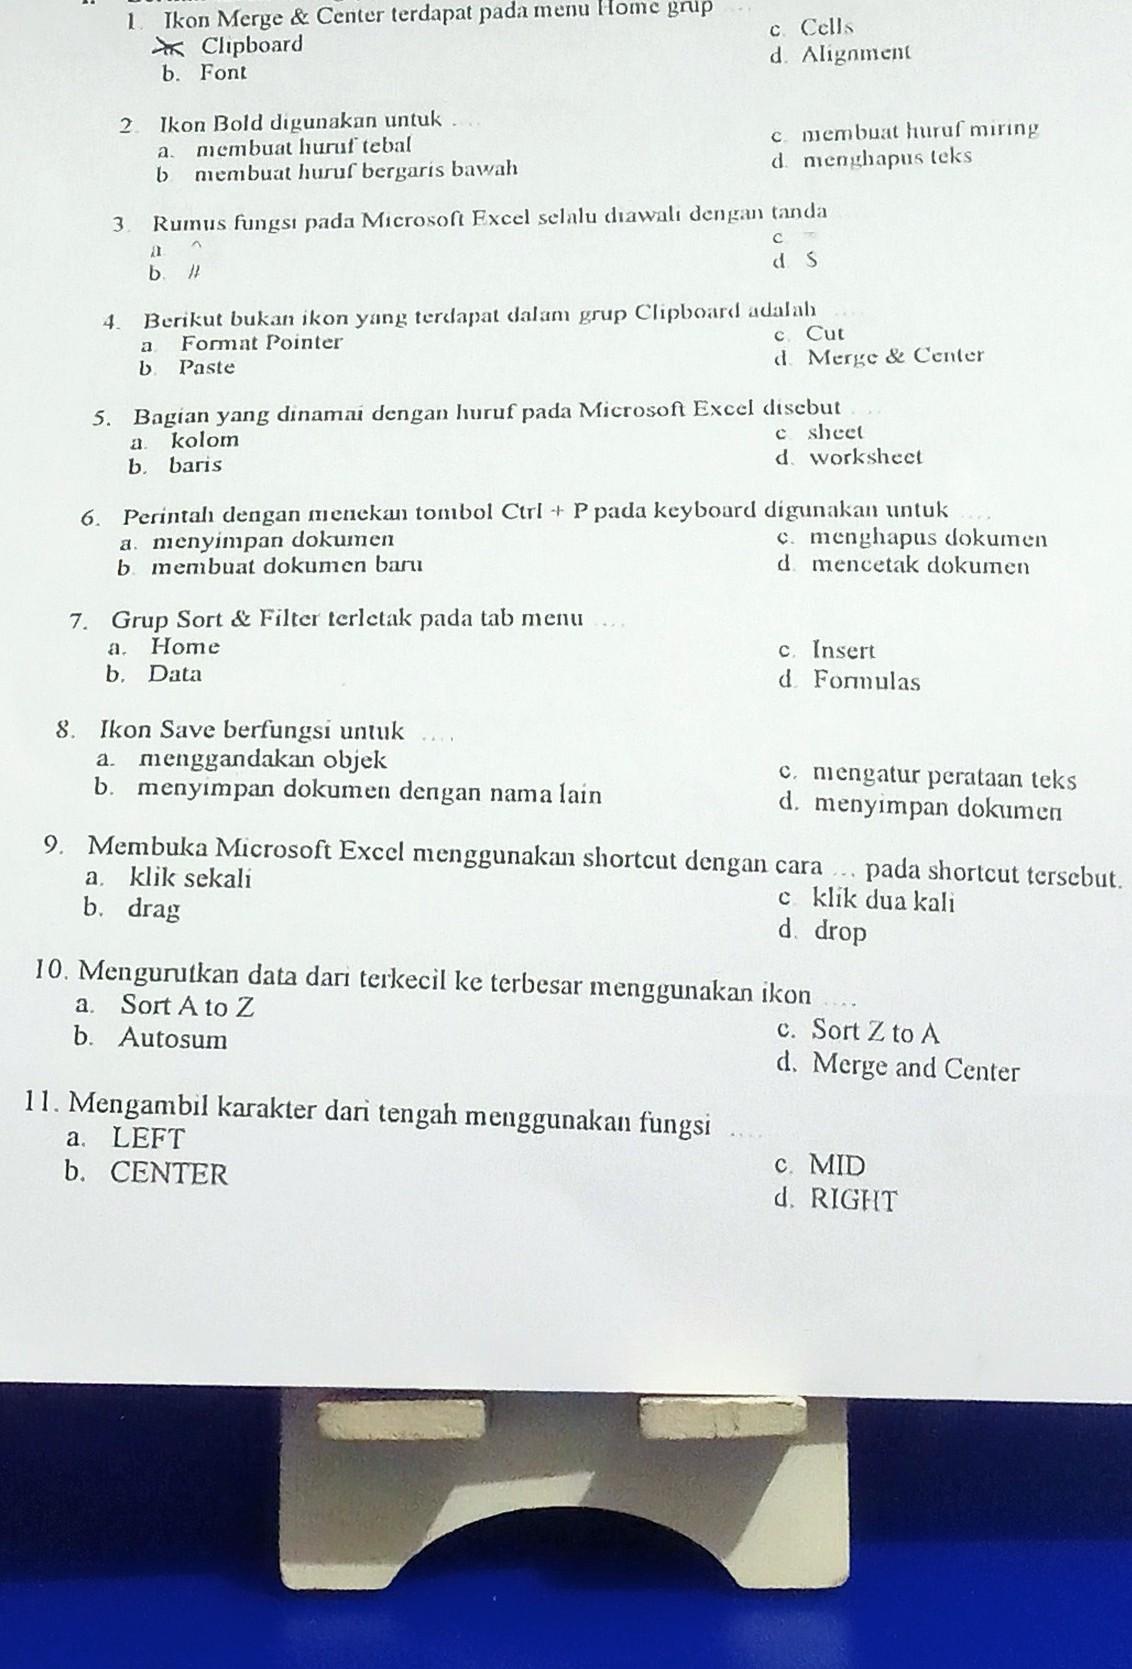 1. Ikon Merge & Center terdapat pada menu Home grup ....
a. Clipboard
b. Font
c. Cells
d. Alignment
2. Ikon Bold digunakan untuk ....
a. membuat huruf tebal
b. membuat huruf bergaris bawah
c. membuat huruf miring
d. menghapus teks
3. Rumus fungsi pada Microsoft Excel selalu diawali dengan tanda
a. ^
b. //
c. =
d. $
4. Berikut bukan ikon yang terdapat dalam grup Clipboard adalah ....
a. Format Pointer
b. Paste
c. Cut
d. Merge & Center
5. Bagian yang dinamai dengan huruf pada Microsoft Excel disebut ....
a. kolom
b. baris
c. sheet
d. worksheet
6. Perintah dengan menekan tombol Ctrl + P pada keyboard digunakan untuk ....
a. menyimpan dokumen
b. membuat dokumen baru
c. menghapus dokumen
d. mencetak dokumen
7. Grup Sort & Filter terletak pada tab menu ....
a. Home
b. Data
c. Insert
d. Formulas
8. Ikon Save berfungsi untuk ....
a. menggandakan objek
b. menyimpan dokumen dengan nama lain
c. mengatur perataan teks
d. menyimpan dokumen
9. Membuka Microsoft Excel menggunakan shortcut dengan cara ... pada shortcut tersebut.
a. klik sekali
b. drag
c. klik dua kali
d. drop
10. Mengurutkan data dari terkecil ke terbesar menggunakan ikon ....
a. Sort A to Z
b. Autosum
c. Sort Z to A
d. Merge and Center
11. Mengambil karakter dari tengah menggunakan fungsi ....
a. LEFT
b. CENTER
c. MID
d. RIGHT